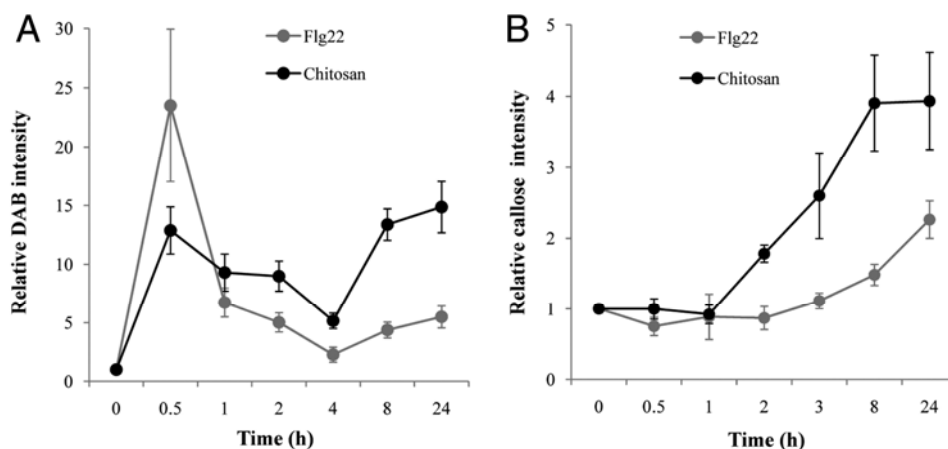 A
Relative DAB intensity
30
25
20
15
10
5
0
Flg22
Chitosan
0 0.5 1 2 4 8 24
Time (h)
B
Relative callose intensity
5
4
3
2
1
0
Flg22
Chitosan
0 0.5 1 2 3 8 24
Time (h)